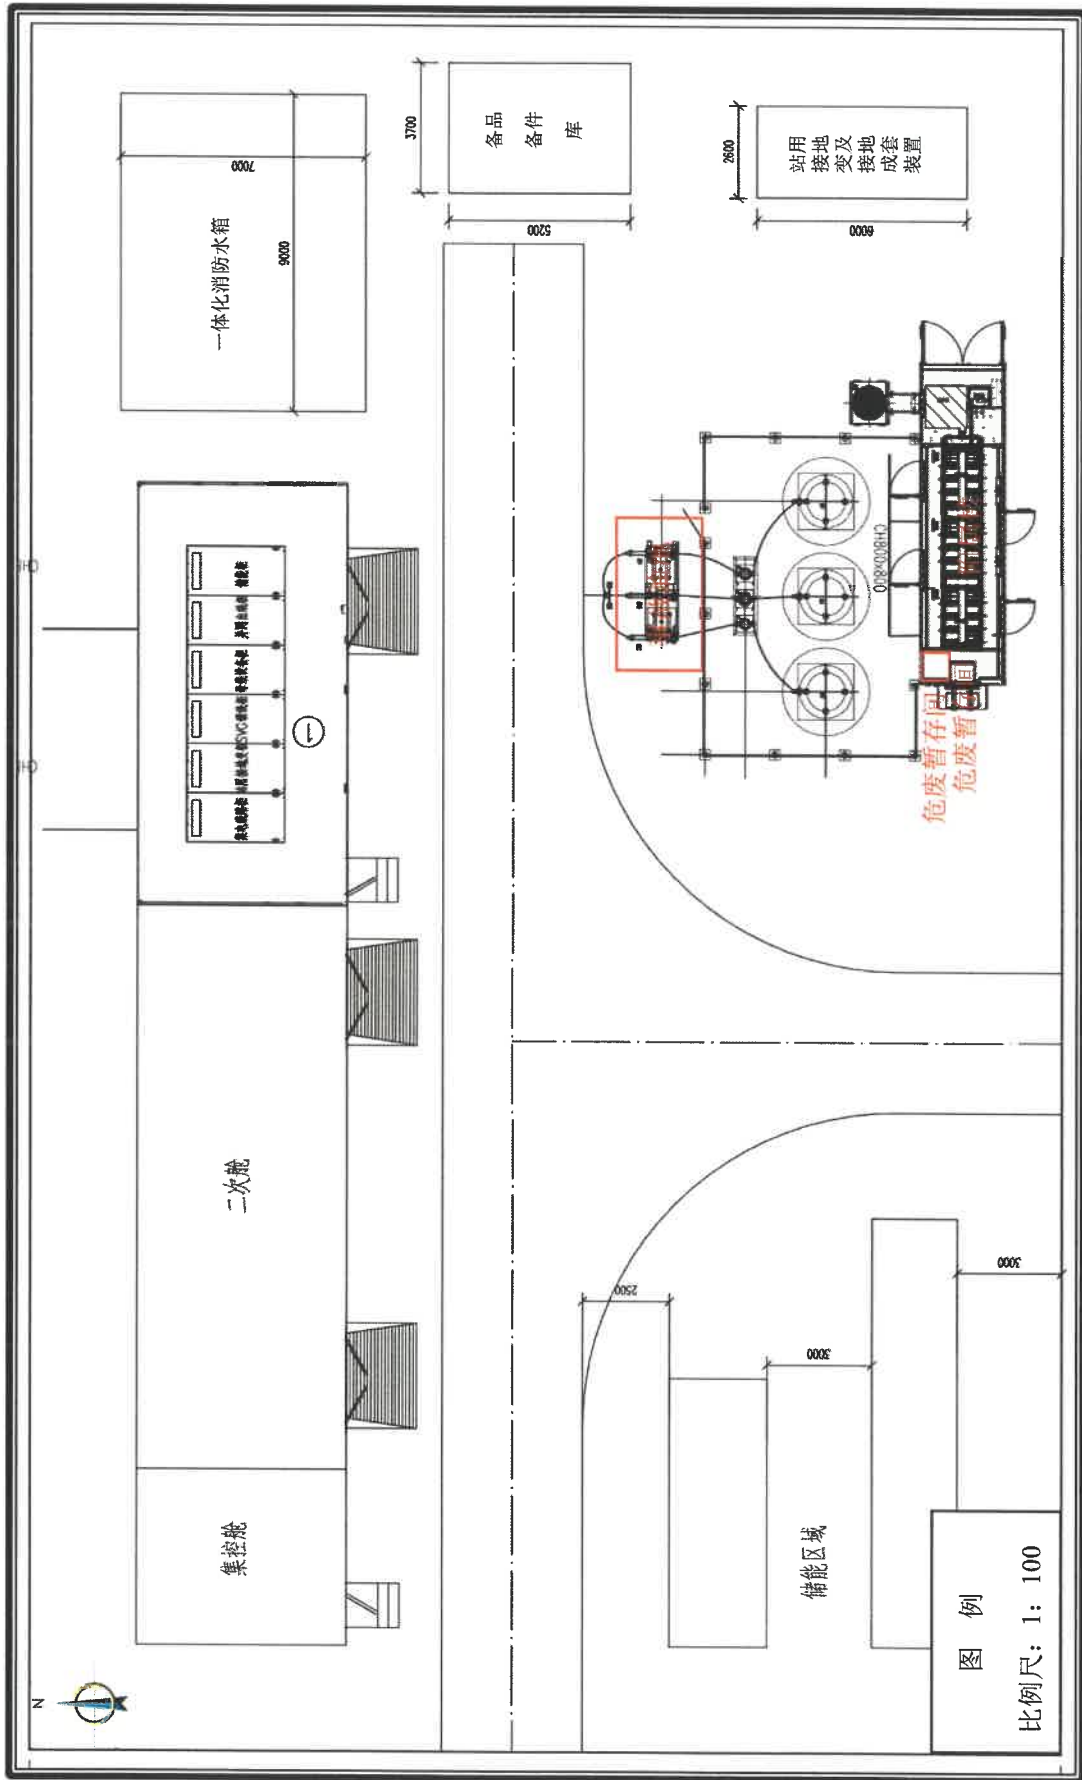 N
集控舱
二次舱
一体化消防水箱
7000
9000
3700
备品
备件
库
5200
2600
站用
接地
变及
接地
成套
装置
6000
CH800X800
危废暂存间
危废暂
2500
3000
3000
储能区域
图 例
比例尺：1：100